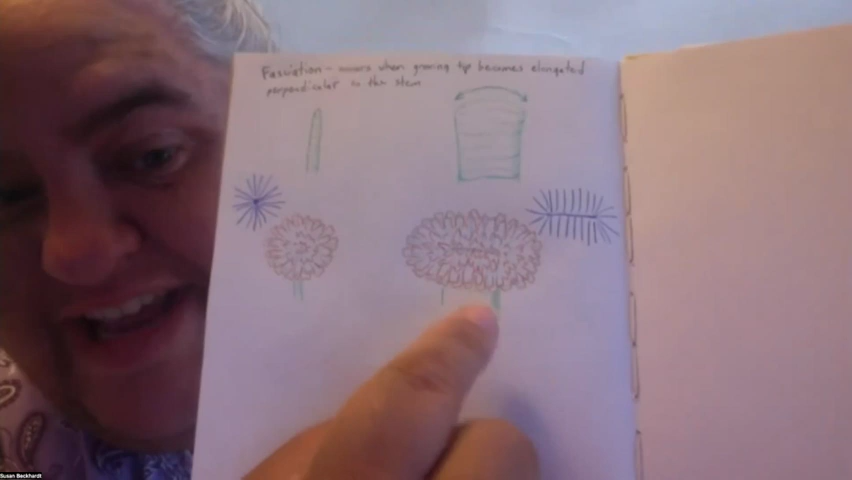 Fasciation - occurs when growing tip becomes elongated
perpendicular to the stem
Susan Beckhardt